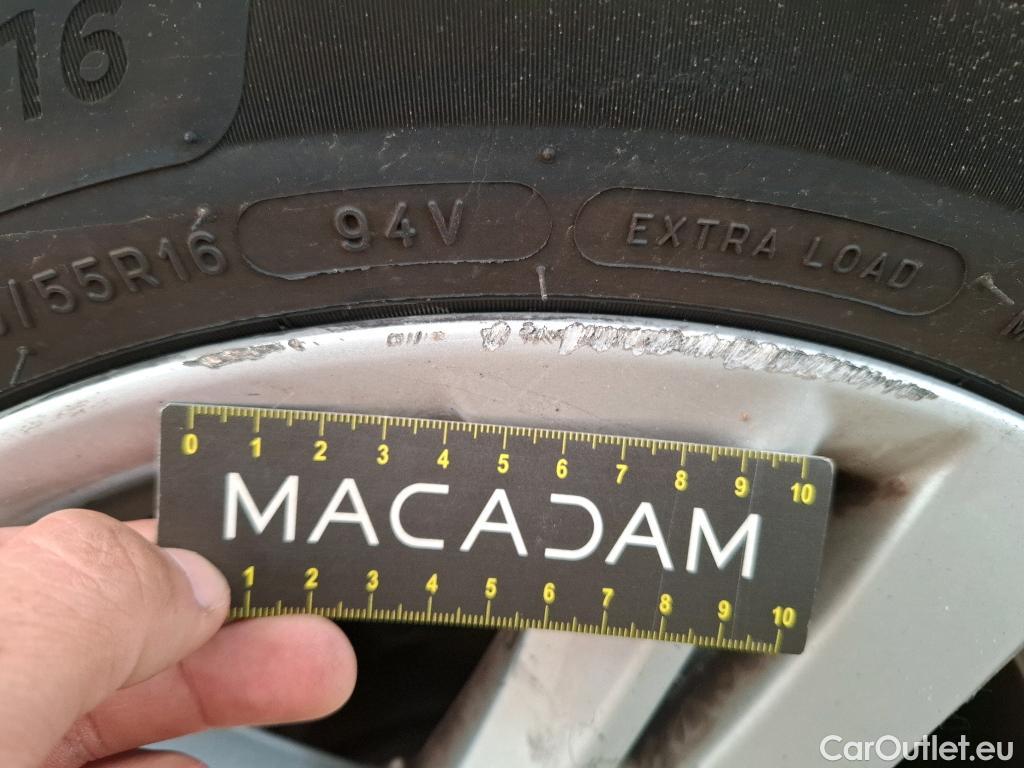 16
/55R16
94V
EXTRA LOAD
0 1 2 3 4 5 6 7 8 9 10
MACADAM
1 2 3 4 5 6 7 8 9 10
CarOutlet.eu